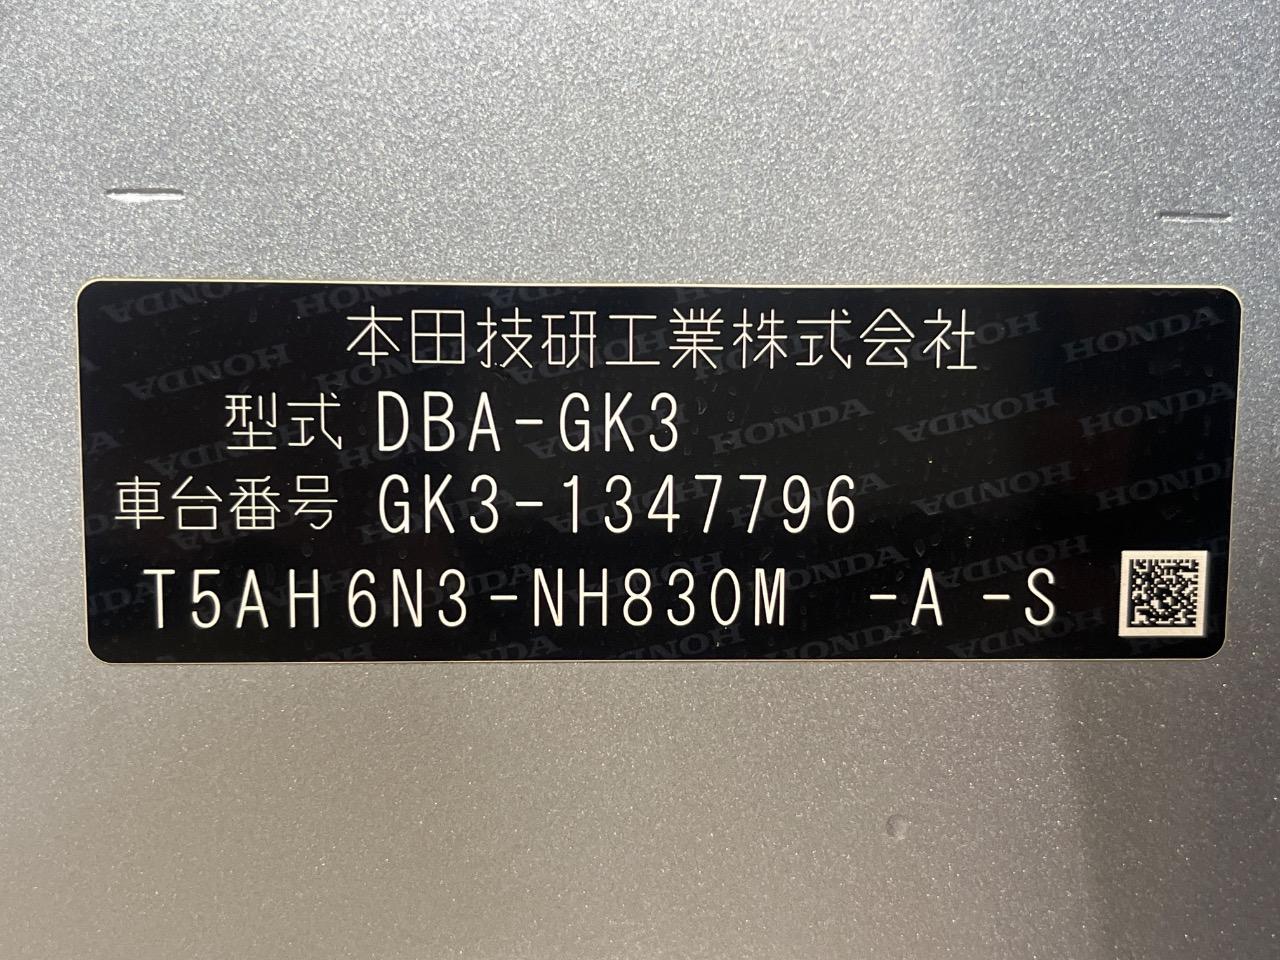 本田技研工業株式会社
型式 DBA-GK3
車台番号 GK3-1347796
T5AH6N3-NH830M -A -S